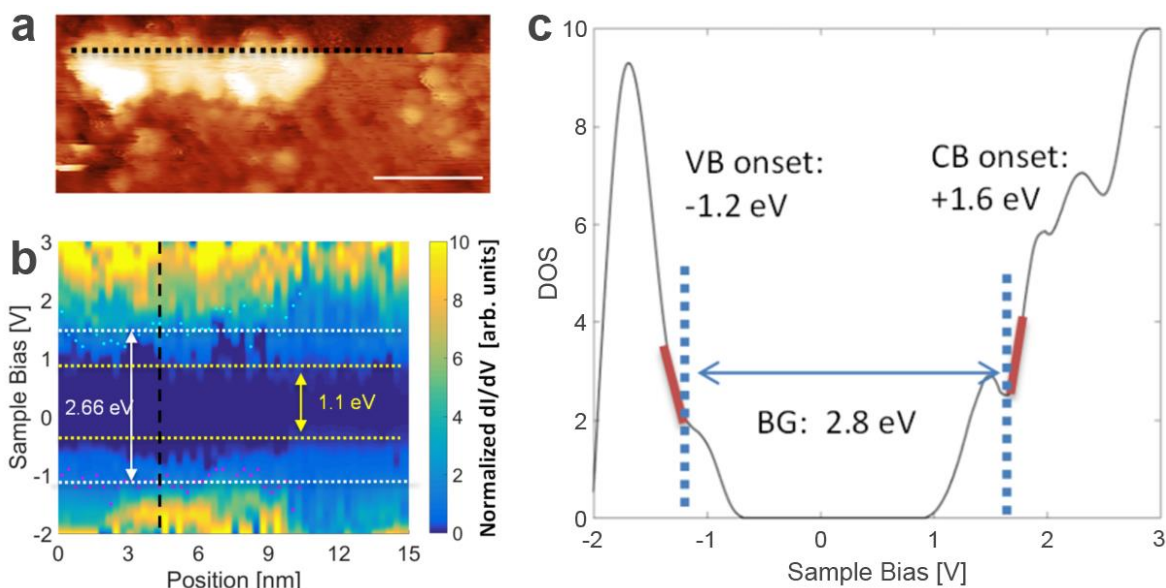 a
b
3
2
1
0
-1
-2
Sample Bias [V]
2.66 eV
1.1 eV
0
3
6
9
12
15
Position [nm]
10
8
6
4
2
0
Normalized dI/dV [arb. units]
c
10
8
6
4
2
0
DOS
VB onset:
-1.2 eV
CB onset:
+1.6 eV
BG: 2.8 eV
-2
-1
0
1
2
3
Sample Bias [V]